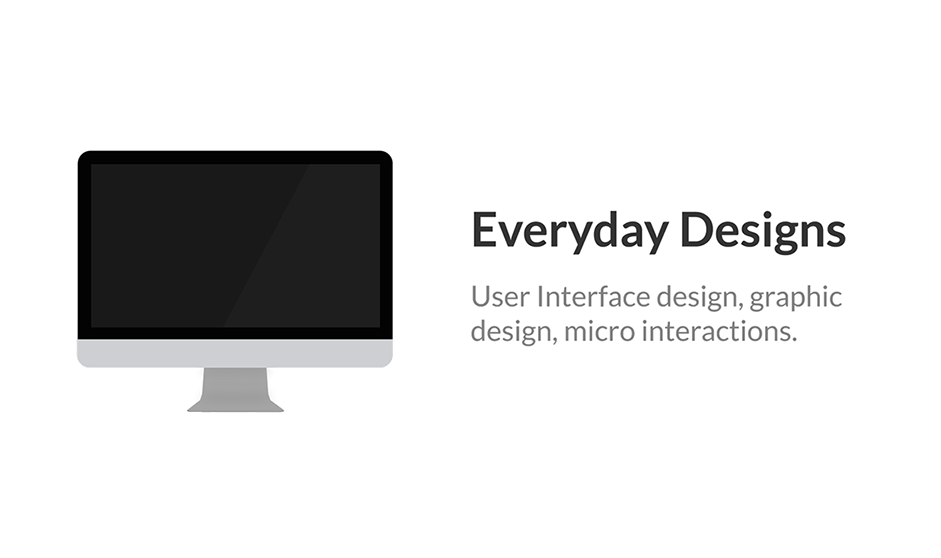 Everyday Designs
User Interface design, graphic
design, micro interactions.